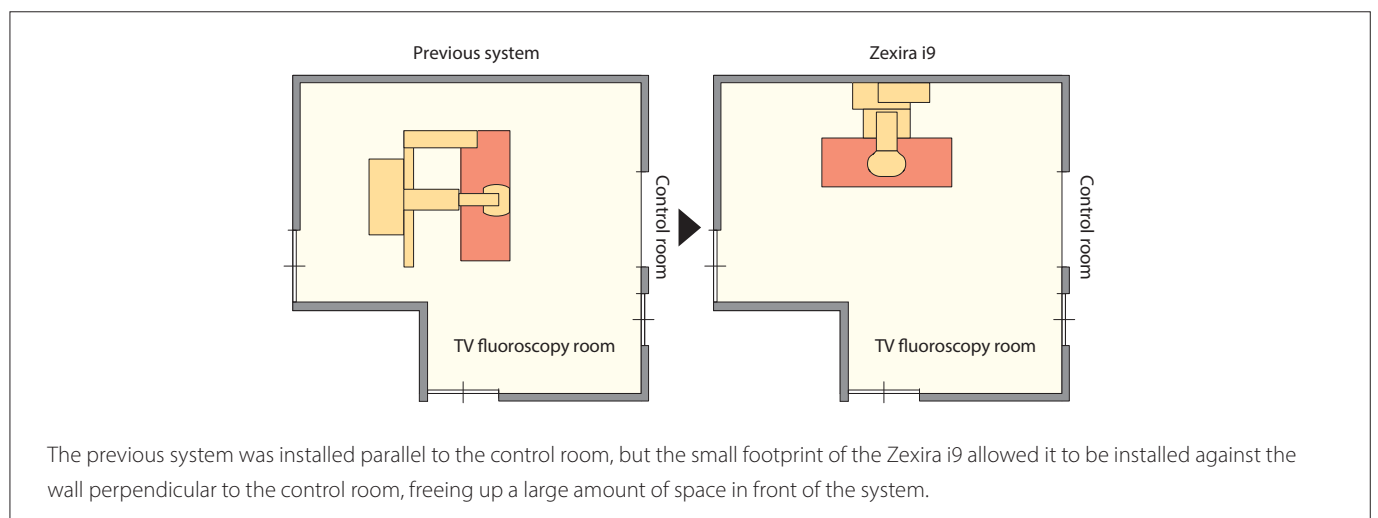 Previous system
Zexira i9
Control room
Control room
TV fluoroscopy room
TV fluoroscopy room
The previous system was installed parallel to the control room, but the small footprint of the Zexira i9 allowed it to be installed against the
wall perpendicular to the control room, freeing up a large amount of space in front of the system.